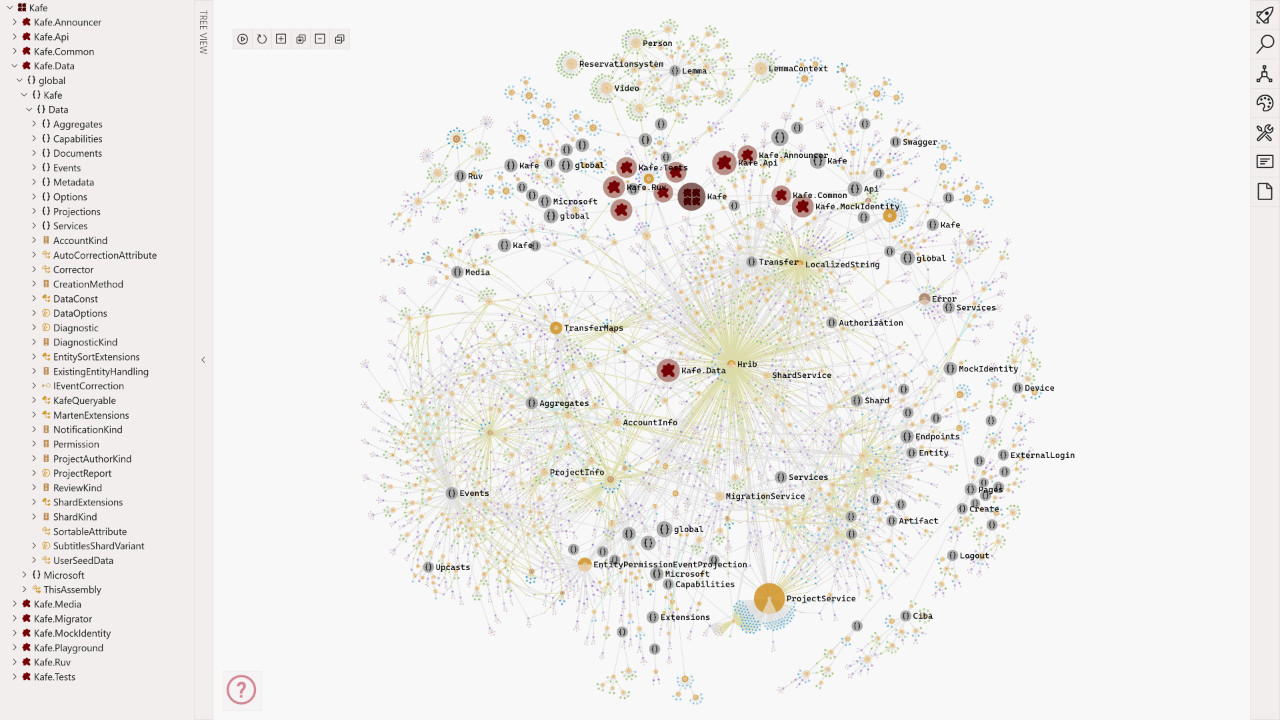 Kafe
Kafe.Announcer
Kafe.Api
Kafe.Common
Kafe.Data
{} global
{} Kafe
{} Data
{} Aggregates
{} Capabilities
{} Documents
{} Events
{} Metadata
{} Options
{} Projections
{} Services
AccountKind
AutoCorrectionAttribute
Corrector
CreationMethod
DataConst
DataOptions
Diagnostic
DiagnosticKind
EntitySortExtensions
ExistingEntityHandling
IEventCorrection
KafeQueryable
MartenExtensions
NotificationKind
Permission
ProjectAuthorKind
ProjectReport
ReviewKind
ShardExtensions
ShardKind
SortableAttribute
SubtitlesShardVariant
UserSeedData
{} Microsoft
ThisAssembly
Kafe.Media
Kafe.Migrator
Kafe.MockIdentity
Kafe.Playground
Kafe.Ruv
Kafe.Tests
TREE VIEW
Person
Reservationsystem
{} Lemma
LemmaContext
Video
{} Swagger
Kafe.Announcer
Kafe.Api
{} Kafe
{} Kafe
{} global
Kafe.Tests
{} Ruv
Kafe.Ruv
Kafe
{} Api
Kafe.Common
{} Microsoft
Kafe.MockIdentity
{} global
{} Kafe
{} Kafe
{} global
{} Transfer
LocalizedString
{} Media
Error
{} Services
{} Authorization
TransferMaps
Hrib
Kafe.Data
ShardService
{} MockIdentity
{} Device
{} Shard
{} Aggregates
AccountInfo
{} Endpoints
{} Entity
{} ExternalLogin
ProjectInfo
{} Services
{} Pages
{} Events
MigrationService
{} Create
{} Artifact
{} global
{} Logout
EntityPermissionEventProjection
{} Upcasts
{} Microsoft
{} Capabilities
ProjectService
{} Extensions
{} Ciba
?